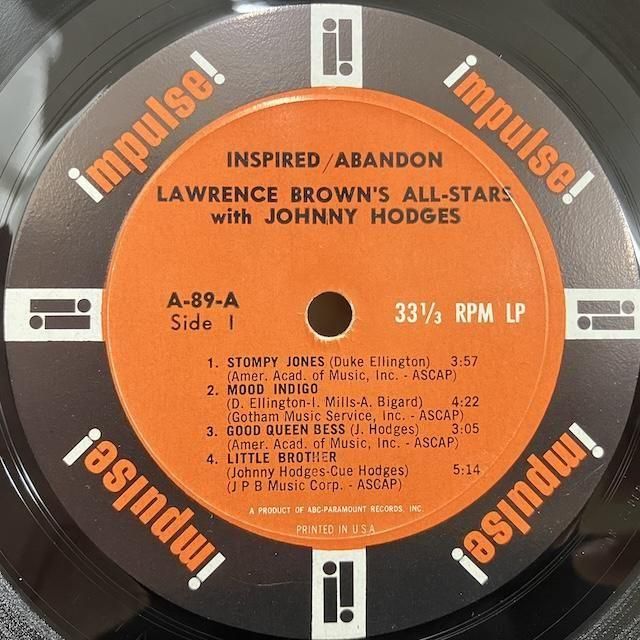 impulse!
impulse!
INSPIRED/ABANDON
LAWRENCE BROWN'S ALL-STARS
with JOHNNY HODGES
A-89-A
Side 1
33 1/3 RPM LP
1. STOMPY JONES (Duke Ellington) 3:57
(Amer. Acad. of Music, Inc. - ASCAP)
2. MOOD INDIGO
(D. Ellington-I. Mills-A. Bigard) 4:22
(Gotham Music Service, Inc. - ASCAP)
3. GOOD QUEEN BESS (J. Hodges) 3:05
(Amer. Acad. of Music, Inc. - ASCAP)
4. LITTLE BROTHER
(Johnny Hodges-Cue Hodges) 5:14
(J P B Music Corp. - ASCAP)
A PRODUCT OF ABC-PARAMOUNT RECORDS, INC.
PRINTED IN U.S.A.
impulse!
impulse!